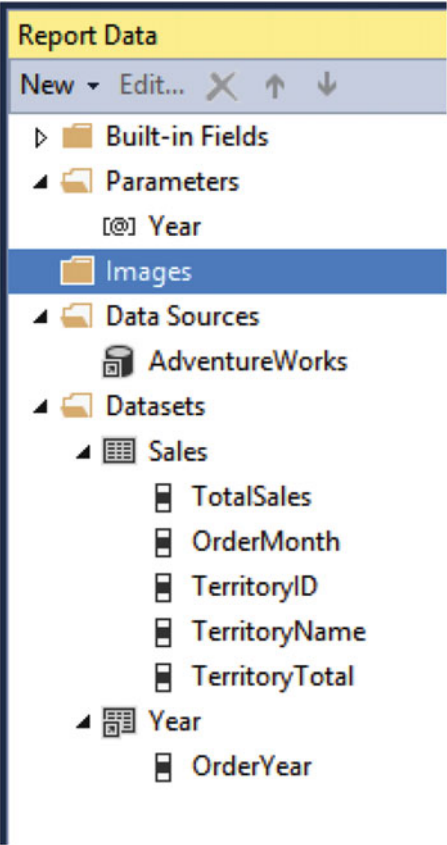 Report Data
New Edit...
Built-in Fields
Parameters
[@] Year
Images
Data Sources
AdventureWorks
Datasets
Sales
TotalSales
OrderMonth
TerritoryID
TerritoryName
TerritoryTotal
Year
OrderYear